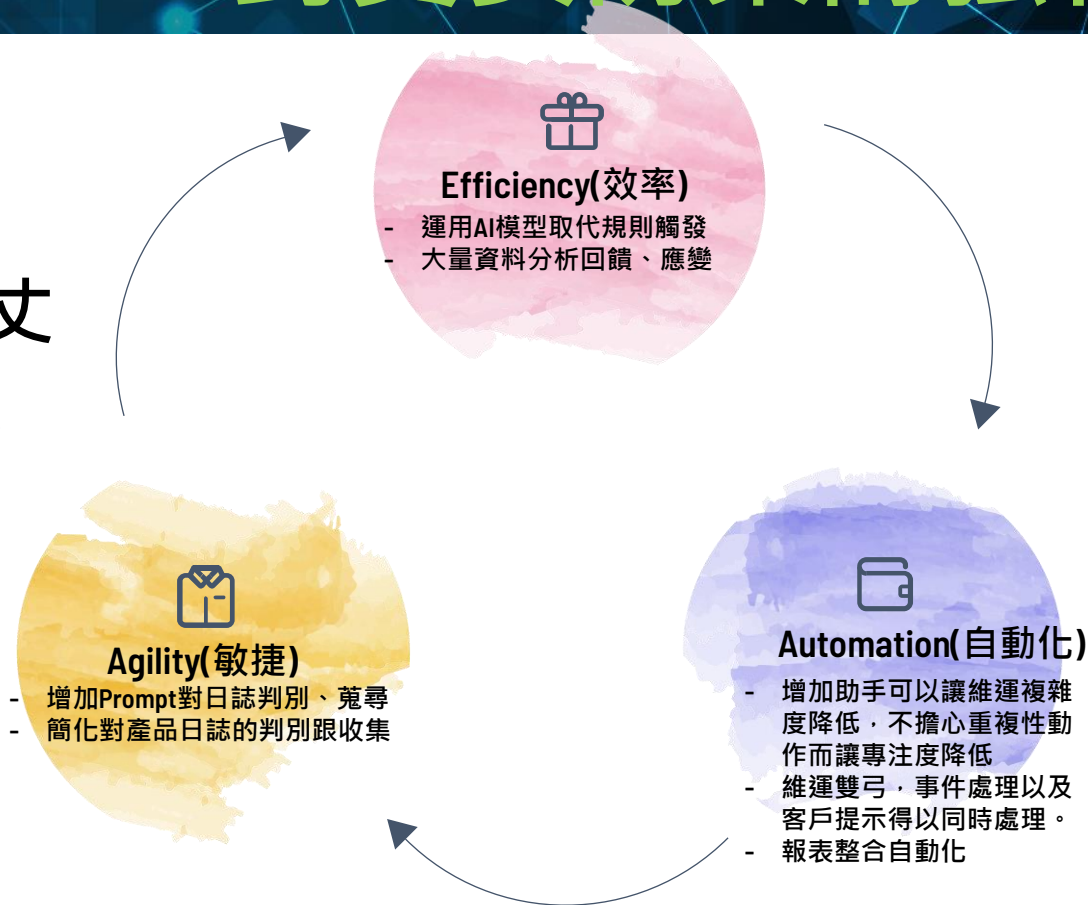 Efficiency(效率)
- 運用AI模型取代規則觸發
- 大量資料分析回饋、應變
丈
Agility(敏捷)
- 增加Prompt對日誌判別、蒐尋
- 簡化對產品日誌的判別跟收集
Automation(自動化)
- 增加助手可以讓維運複雜
度降低，不擔心重複性動
作而讓專注度降低
- 維運雙弓，事件處理以及
客戶提示得以同時處理。
- 報表整合自動化